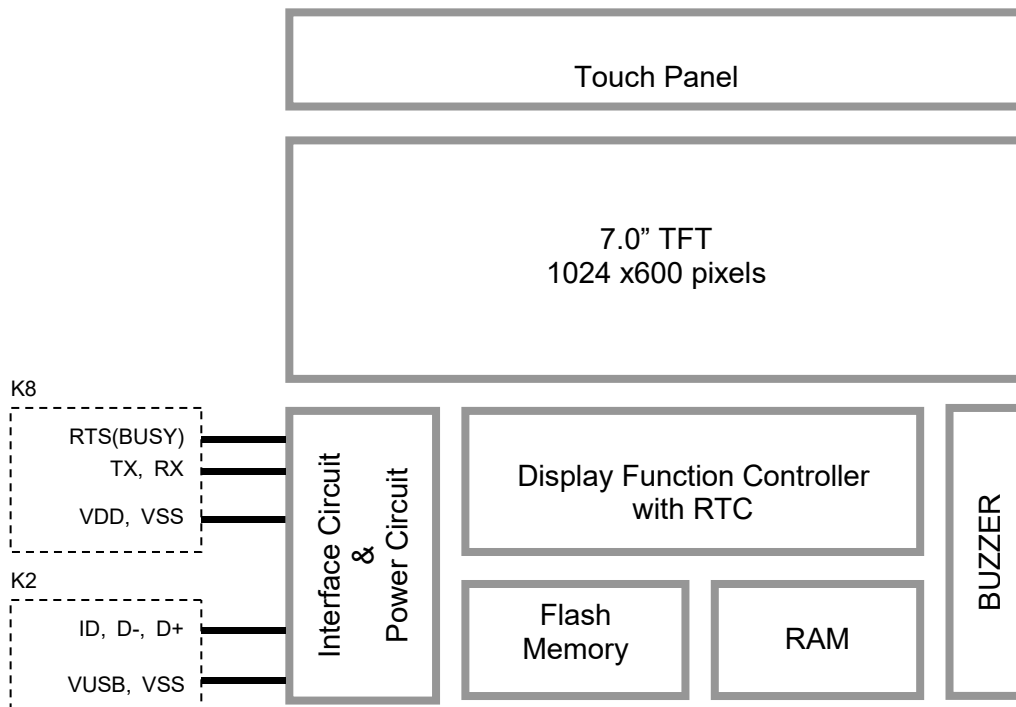 Touch Panel
7.0” TFT
1024 x600 pixels
K8
RTS(BUSY)
TX, RX
VDD, VSS
K2
ID, D-, D+
VUSB, VSS
Interface Circuit
&
Power Circuit
Display Function Controller
with RTC
Flash
Memory
RAM
BUZZER